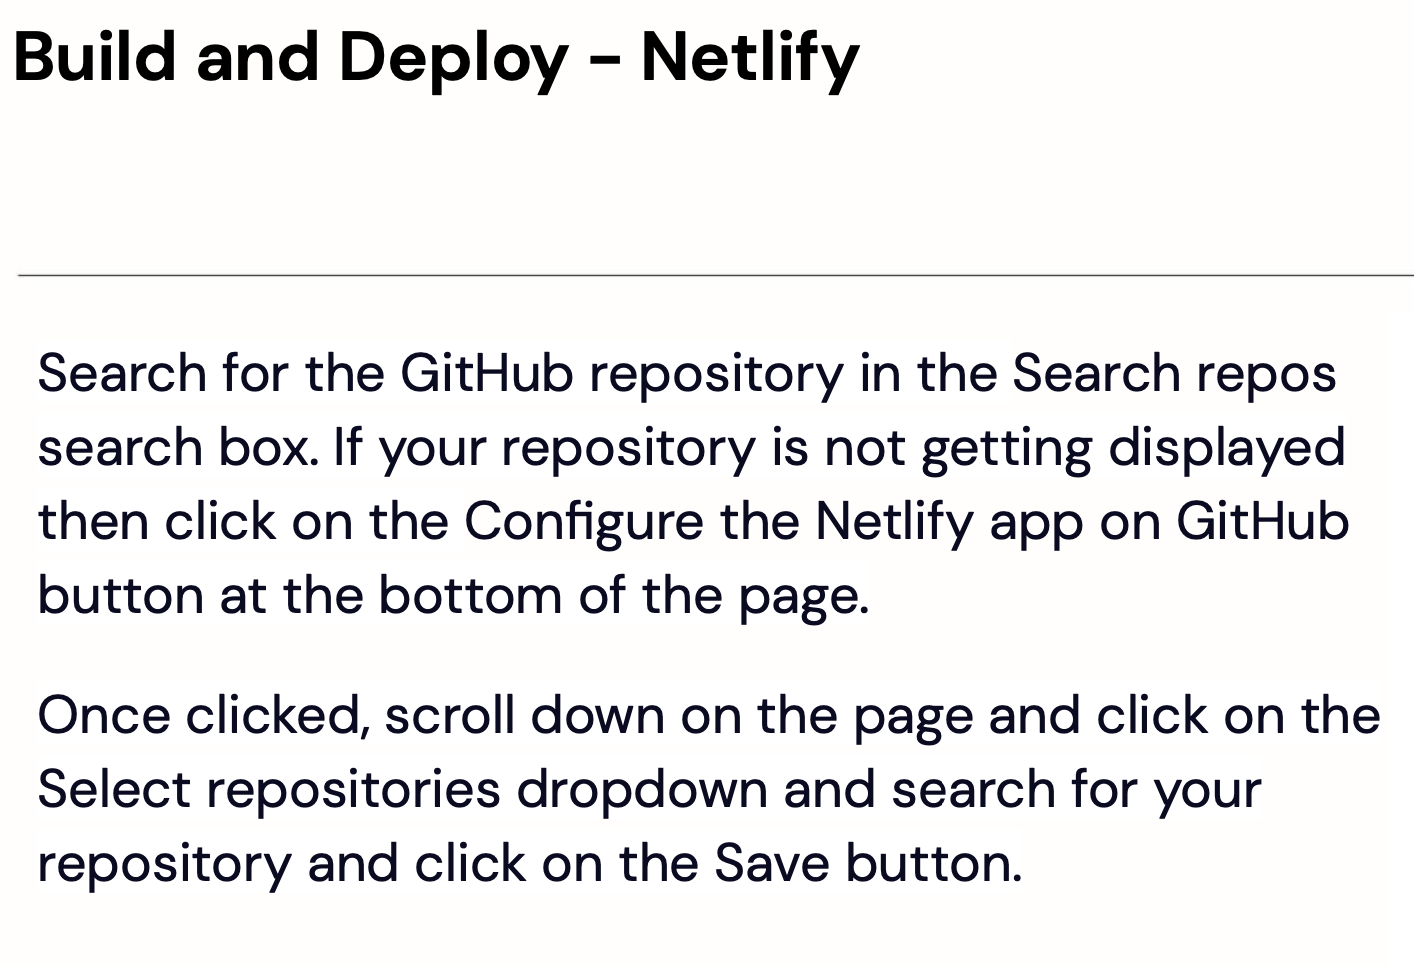 Build and Deploy - Netlify
Search for the GitHub repository in the Search repos
search box. If your repository is not getting displayed
then click on the Configure the Netlify app on GitHub
button at the bottom of the page.
Once clicked, scroll down on the page and click on the
Select repositories dropdown and search for your
repository and click on the Save button.